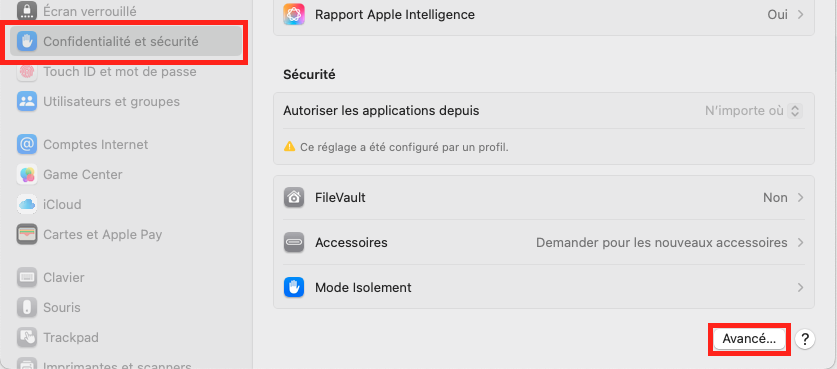 Écran verrouillé
Confidentialité et sécurité
Touch ID et mot de passe
Utilisateurs et groupes
Comptes Internet
Game Center
iCloud
Cartes et Apple Pay
Clavier
Souris
Trackpad
Imprimantes et scanners
Rapport Apple Intelligence Oui
Sécurité
Autoriser les applications depuis N'importe où
Ce réglage a été configuré par un profil.
FileVault Non
Accessoires Demander pour les nouveaux accessoires
Mode Isolement
Avancé... ?